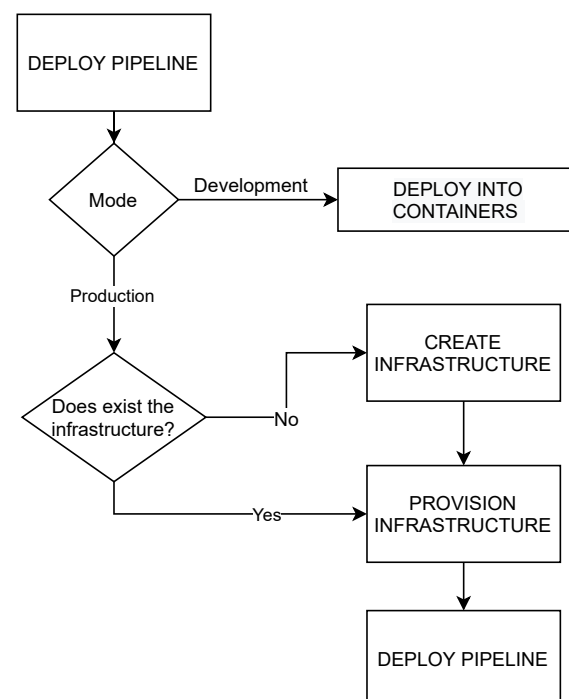 DEPLOY PIPELINE
Mode
Development
DEPLOY INTO
CONTAINERS
Production
CREATE
INFRASTRUCTURE
Does exist the
infrastructure?
No
PROVISION
INFRASTRUCTURE
Yes
DEPLOY PIPELINE